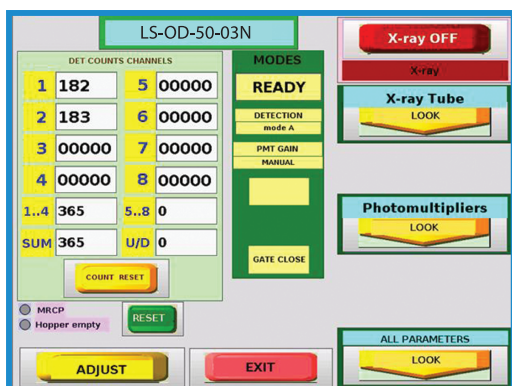 LS-OD-50-03N
DET COUNTS CHANNELS
1 182 5 00000
2 183 6 00000
3 00000 7 00000
4 00000 8 00000
1..4 365 5..8 0
SUM 365 U/D 0
COUNT RESET
MRCP
Hopper empty
RESET
ADJUST
EXIT
MODES
READY
DETECTION
mode A
PMT GAIN
MANUAL
GATE CLOSE
X-ray OFF
X-ray
X-ray Tube
LOOK
Photomultipliers
LOOK
ALL PARAMETERS
LOOK